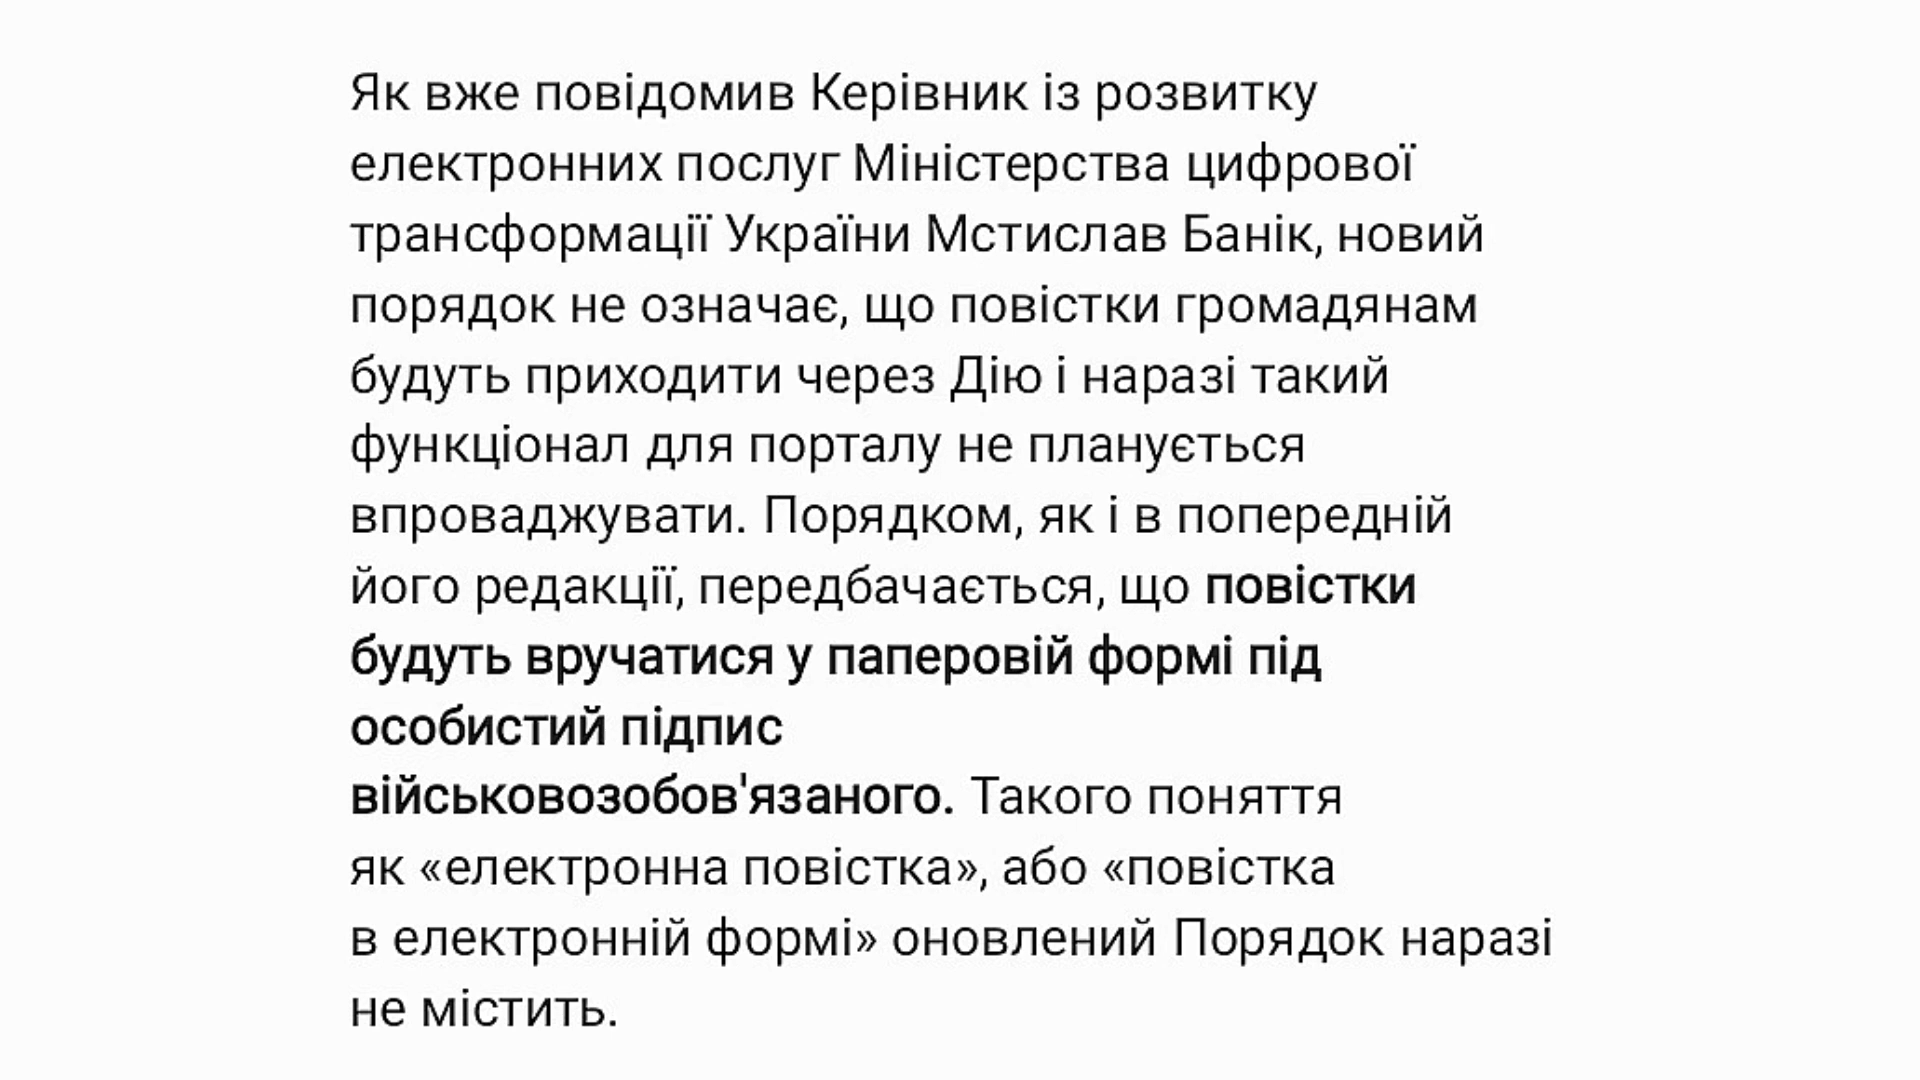 Як вже повідомив Керівник із розвитку
електронних послуг Міністерства цифрової
трансформації України Мстислав Банік, новий
порядок не означає, що повістки громадянам
будуть приходити через Дію і наразі такий
функціонал для порталу не планується
впроваджувати. Порядком, як і в попередній
його редакції, передбачається, що повістки
будуть вручатися у паперовій формі під
особистий підпис
військовозобов'язаного. Такого поняття
як «електронна повістка», або «повістка
в електронній формі» оновлений Порядок наразі
не містить.